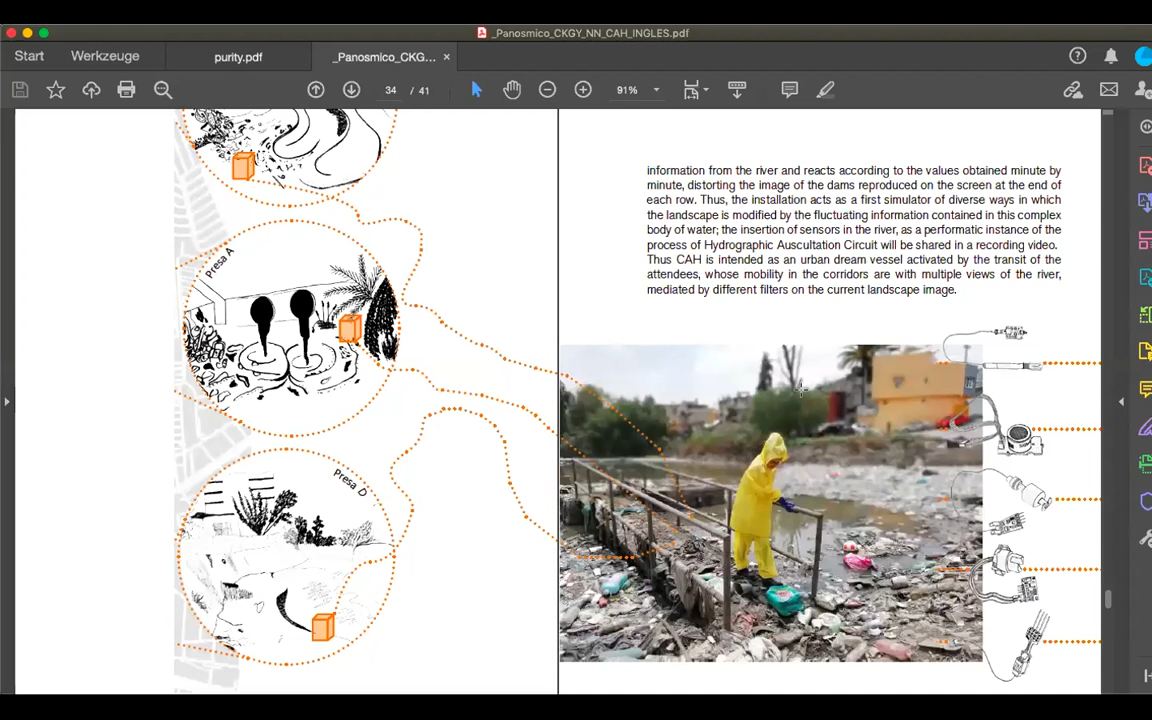 _Panosmico_CKGY_NN_CAH_INGLES.pdf
Start
Werkzeuge
purity.pdf
_Panosmico_CKG... ×
34 / 41
91%
Presa A
Presa D
information from the river and reacts according to the values obtained minute by
minute, distorting the image of the dams reproduced on the screen at the end of
each row. Thus, the installation acts as a first simulator of diverse ways in which
the landscape is modified by the fluctuating information contained in this complex
body of water; the insertion of sensors in the river, as a performatic instance of the
process of Hydrographic Auscultation Circuit will be shared in a recording video.
Thus CAH is intended as an urban dream vessel activated by the transit of the
attendees, whose mobility in the corridors are with multiple views of the river,
mediated by different filters on the current landscape image.